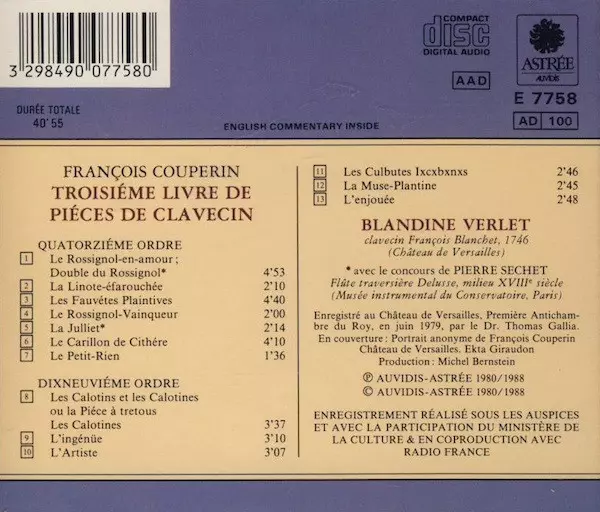 3 298490 077580
COMPACT
disc
DIGITAL AUDIO
ASTRÉE
AUVIDIS
AAD
E 7758
AD 100
DURÉE TOTALE
40'55
ENGLISH COMMENTARY INSIDE
FRANÇOIS COUPERIN
TROISIÉME LIVRE DE
PIÉCES DE CLAVECIN
QUATORZIÉME ORDRE
1 Le Rossignol-en-amour ;
Double du Rossignol* 4'53
2 La Linote-éfarouchée 2'10
3 Les Fauvétes Plaintives 4'40
4 Le Rossignol-Vainqueur 2'00
5 La Julliet* 2'14
6 Le Carillon de Cithére 4'10
7 Le Petit-Rien 1'36
DIXNEUVIÉME ORDRE
8 Les Calotins et les Calotines
ou la Piéce à tretous
Les Calotines 3'37
9 L'ingénüe 3'10
10 L'Artiste 3'07
11 Les Culbutes Ixcxbxnxs 2'46
12 La Muse-Plantine 2'45
13 L'enjouée 2'48
BLANDINE VERLET
clavecin François Blanchet, 1746
(Château de Versailles)
* avec le concours de PIERRE SECHET
Flûte traversière Delusse, milieu XVIIIe siècle
(Musée instrumental du Conservatoire, Paris)
Enregistré au Château de Versailles, Première Anticham-
bre du Roy, en juin 1979, par le Dr. Thomas Gallia.
En couverture : Portrait anonyme de François Couperin
Château de Versailles, Ekta Giraudon
Production : Michel Bernstein
℗ AUVIDIS-ASTRÉE 1980/1988
© AUVIDIS-ASTRÉE 1980/1988
ENREGISTREMENT RÉALISÉ SOUS LES AUSPICES
ET AVEC LA PARTICIPATION DU MINISTÈRE DE
LA CULTURE & EN COPRODUCTION AVEC
RADIO FRANCE